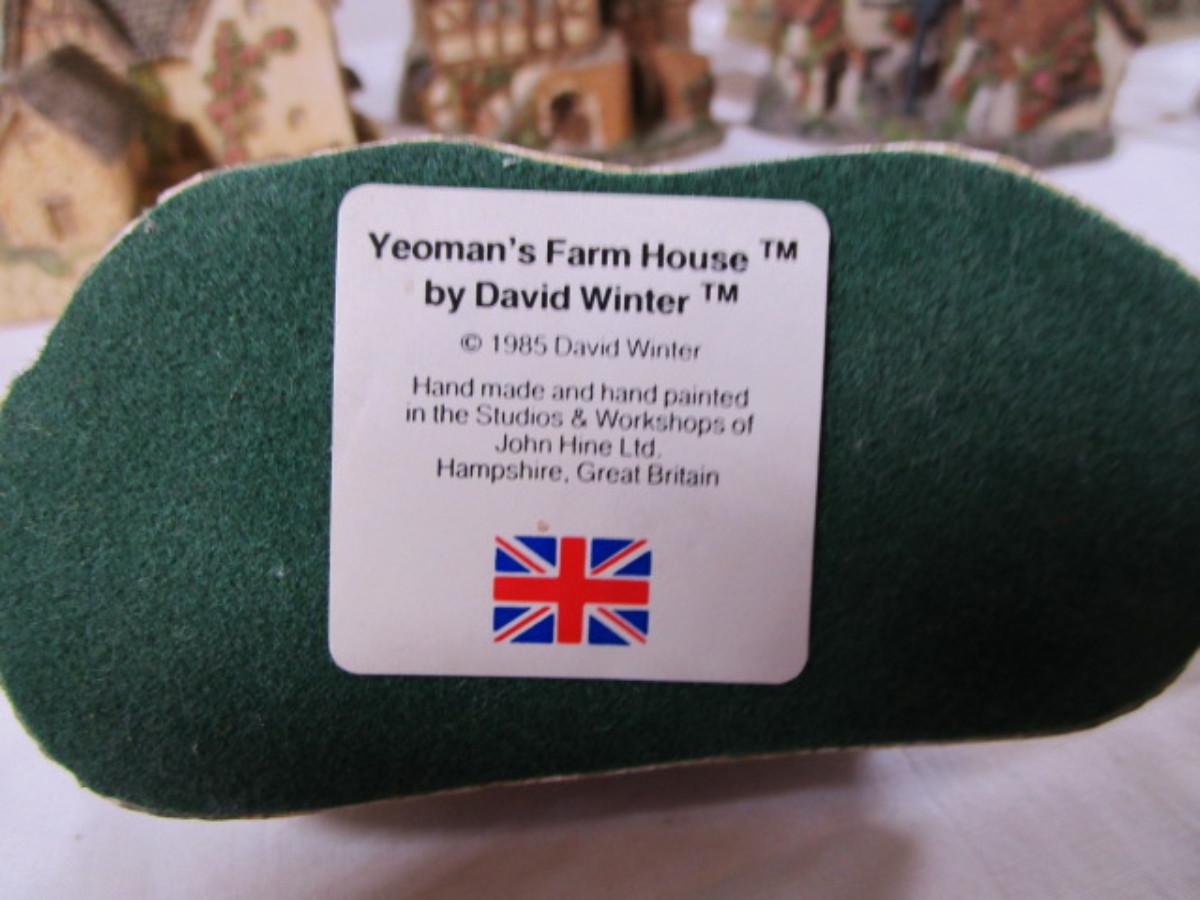 Yeoman's Farm House ™
by David Winter ™
© 1985 David Winter
Hand made and hand painted
in the Studios & Workshops of
John Hine Ltd.
Hampshire, Great Britain